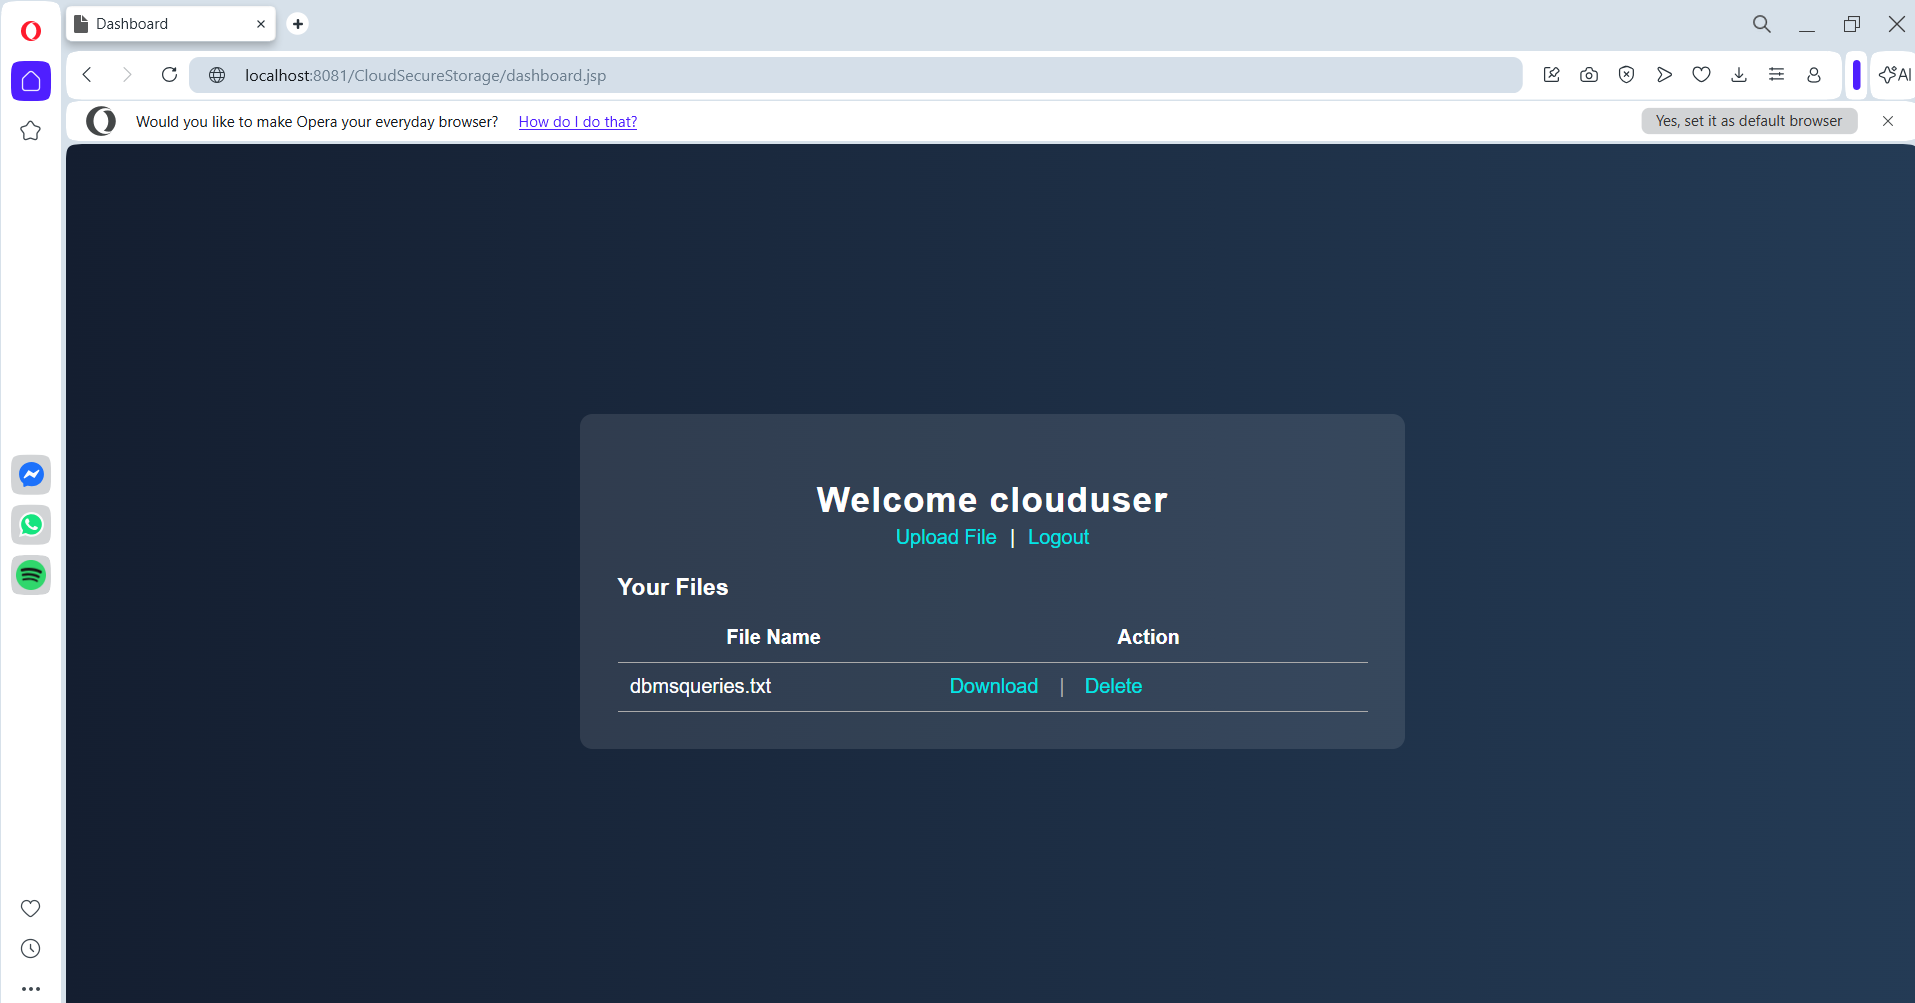 Dashboard
localhost:8081/CloudSecureStorage/dashboard.jsp
AI
Would you like to make Opera your everyday browser? How do I do that? Yes, set it as default browser
Welcome clouduser
Upload File | Logout
Your Files
File Name Action
dbmsqueries.txt Download | Delete